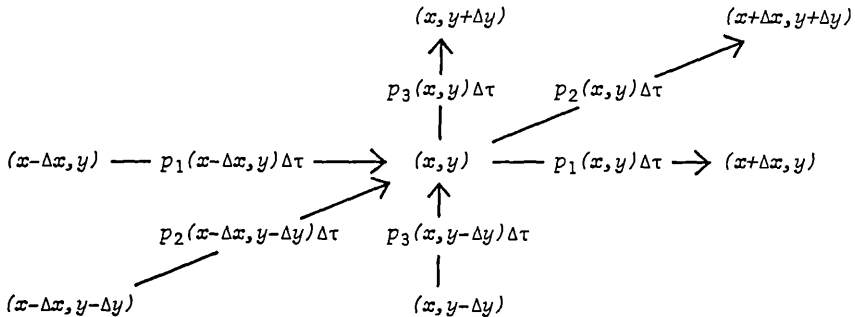 (x,y+Δy) (x+Δx,y+Δy)
p₃(x,y)Δτ p₂(x,y)Δτ
(x-Δx,y) p₁(x-Δx,y)Δτ (x,y) p₁(x,y)Δτ (x+Δx,y)
p₂(x-Δx,y-Δy)Δτ p₃(x,y-Δy)Δτ
(x-Δx,y-Δy) (x,y-Δy)